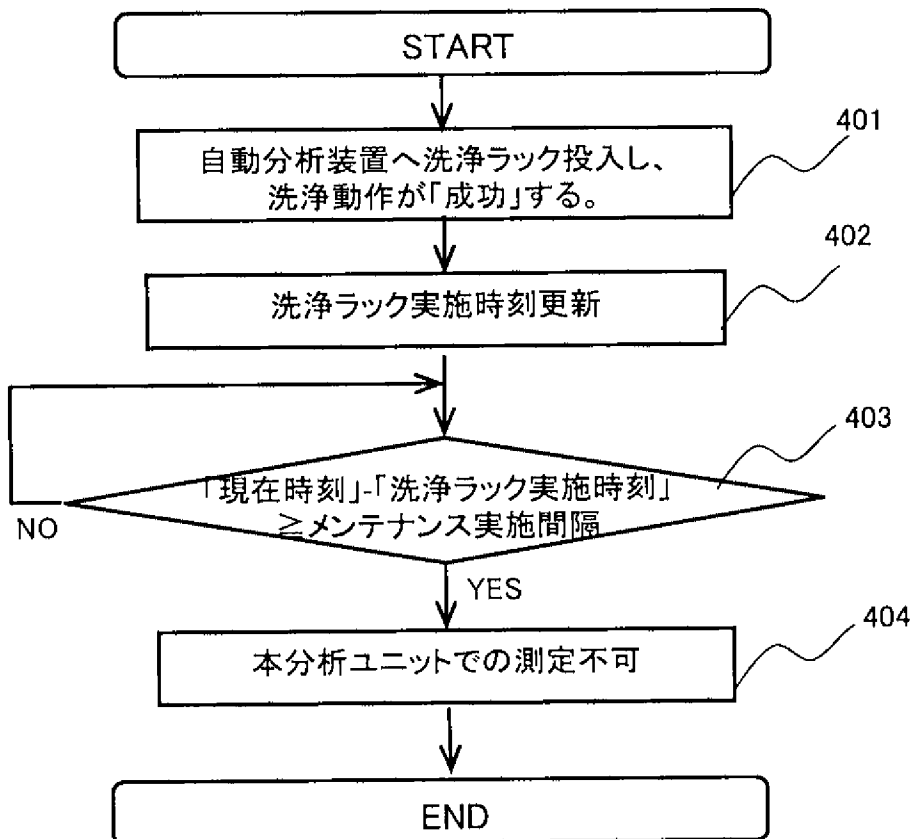 START
401
自動分析装置へ洗浄ラック投入し、
洗浄動作が「成功」する。
402
洗浄ラック実施時刻更新
403
「現在時刻」-「洗浄ラック実施時刻」
≧メンテナンス実施間隔
NO
YES
404
本分析ユニットでの測定不可
END